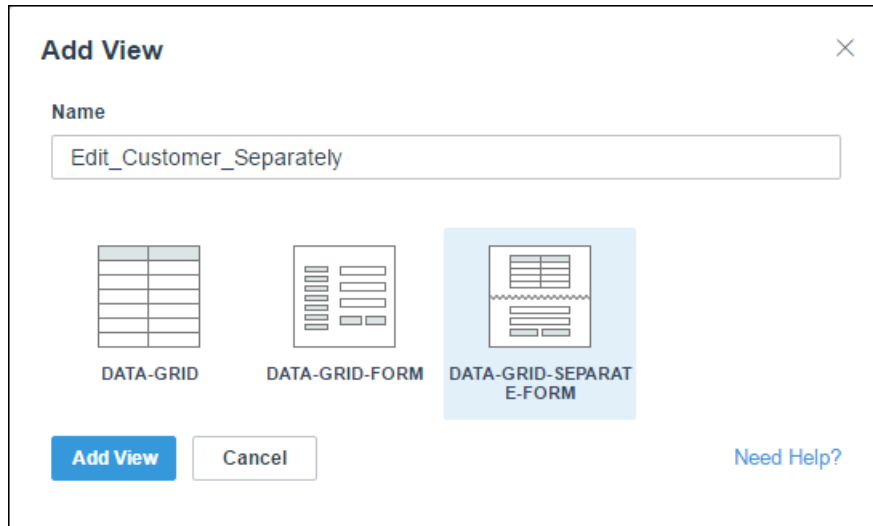 Add View
Name
Edit_Customer_Separately
DATA-GRID
DATA-GRID-FORM
DATA-GRID-SEPARAT
E-FORM
Add View
Cancel
Need Help?